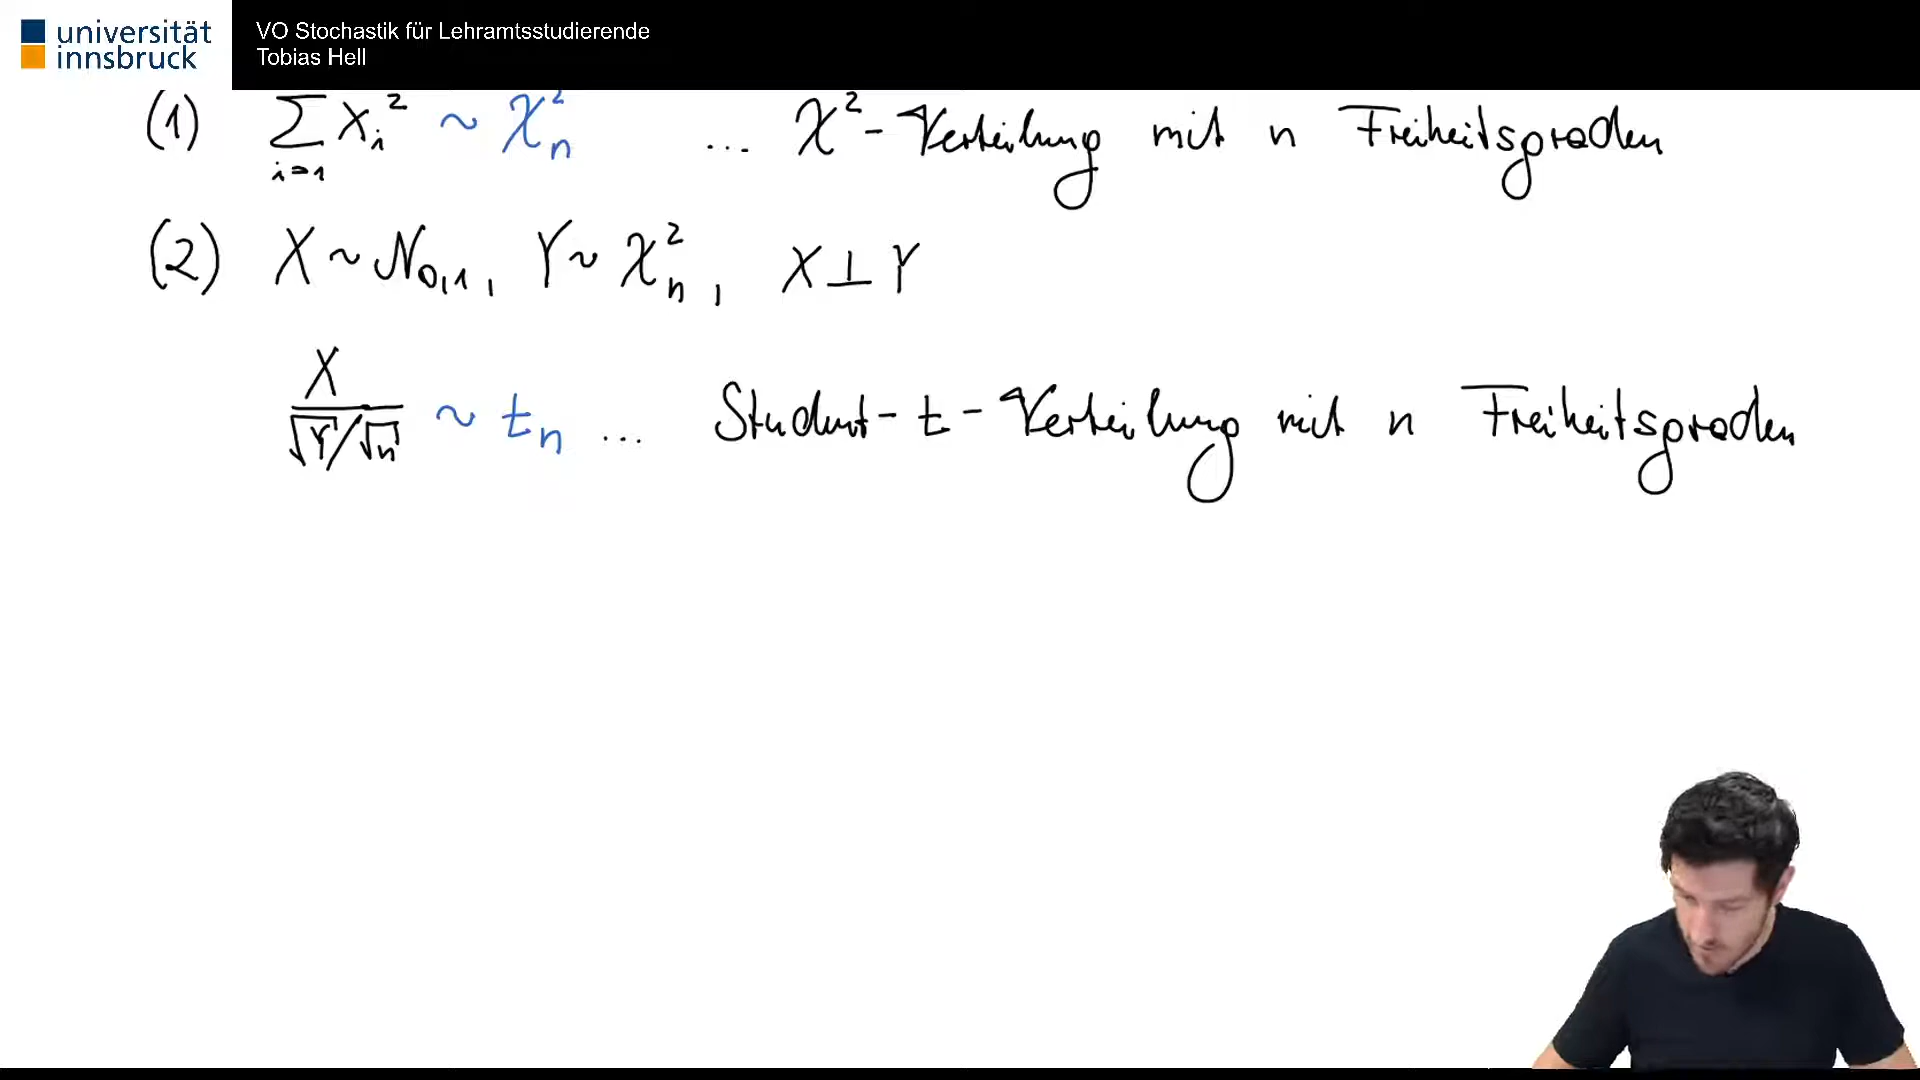 universität
innsbruck
VO Stochastik für Lehramtsstudierende
Tobias Hell
(1) ∑ᵢ₌₁ Xᵢ² ~ χ²ₙ ... χ²-Verteilung mit n Freiheitsgraden
(2) X ~ N₀,₁, Y ~ χ²ₙ, X ⊥ Y
X / (√Y/√n) ~ tₙ ... Student-t-Verteilung mit n Freiheitsgraden